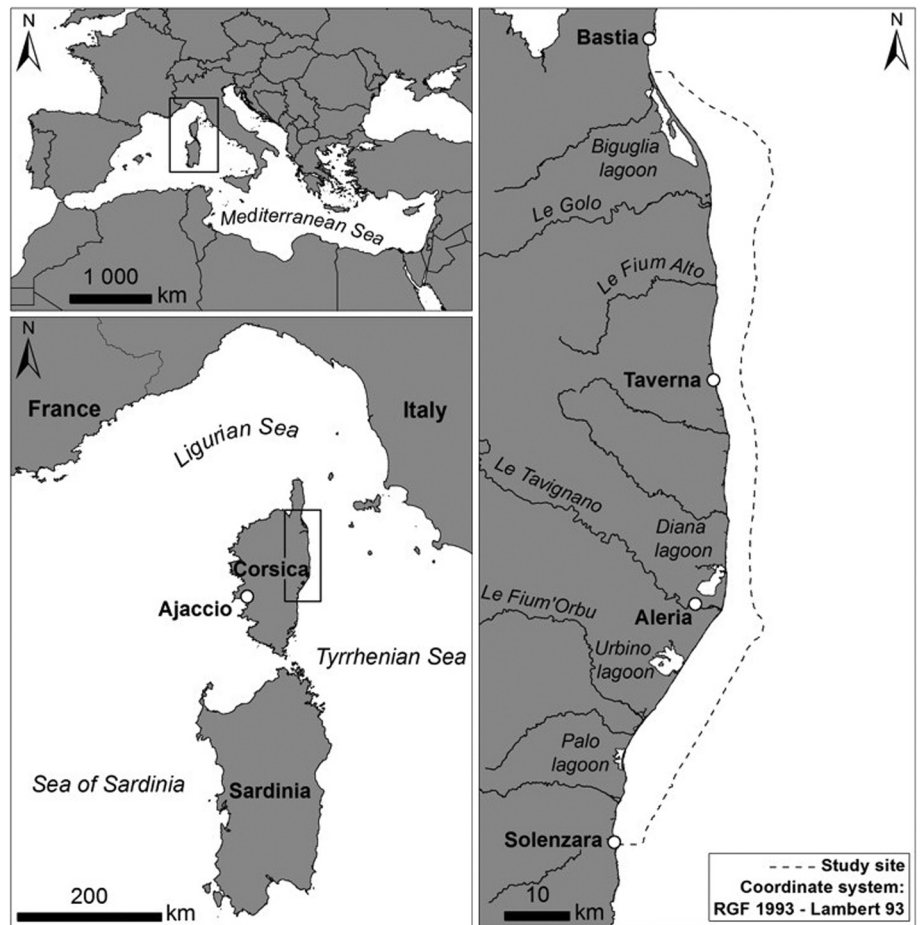 N
Mediterranean Sea
1 000
km
N
France
Italy
Ligurian Sea
Corsica
Ajaccio
Tyrrhenian Sea
Sea of Sardinia
Sardinia
200
km
N
Bastia
Biguglia
lagoon
Le Golo
Le Fium Alto
Taverna
Le Tavignano
Diana
lagoon
Le Fium'Orbu
Aleria
Urbino
lagoon
Palo
lagoon
Solenzara
10
km
Study site
Coordinate system:
RGF 1993 - Lambert 93